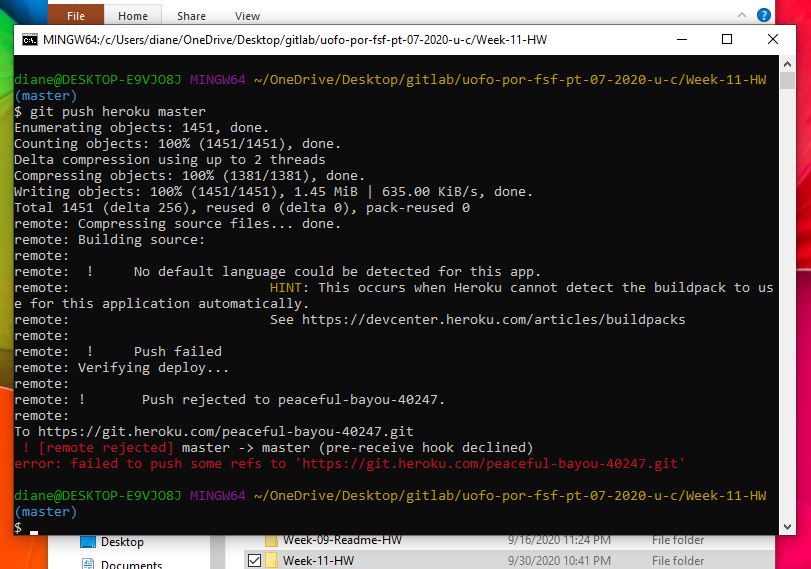 File Home Share View
MINGW64:/c/Users/diane/OneDrive/Desktop/gitlab/uofo-por-fsf-pt-07-2020-u-c/Week-11-HW
diane@DESKTOP-E9VJO8J MINGW64 ~/OneDrive/Desktop/gitlab/uofo-por-fsf-pt-07-2020-u-c/Week-11-HW
(master)
$ git push heroku master
Enumerating objects: 1451, done.
Counting objects: 100% (1451/1451), done.
Delta compression using up to 2 threads
Compressing objects: 100% (1381/1381), done.
Writing objects: 100% (1451/1451), 1.45 MiB | 635.00 KiB/s, done.
Total 1451 (delta 256), reused 0 (delta 0), pack-reused 0
remote: Compressing source files... done.
remote: Building source:
remote:
remote:  !     No default language could be detected for this app.
remote:                         HINT: This occurs when Heroku cannot detect the buildpack to us
e for this application automatically.
remote:                         See https://devcenter.heroku.com/articles/buildpacks
remote:
remote:  !     Push failed
remote: Verifying deploy...
remote:
remote: !       Push rejected to peaceful-bayou-40247.
remote:
To https://git.heroku.com/peaceful-bayou-40247.git
 ! [remote rejected] master -> master (pre-receive hook declined)
error: failed to push some refs to 'https://git.heroku.com/peaceful-bayou-40247.git'
diane@DESKTOP-E9VJO8J MINGW64 ~/OneDrive/Desktop/gitlab/uofo-por-fsf-pt-07-2020-u-c/Week-11-HW
(master)
$
Desktop Week-09-Readme-HW 9/16/2020 11:24 PM File folder
Documents Week-11-HW 9/30/2020 10:41 PM File folder